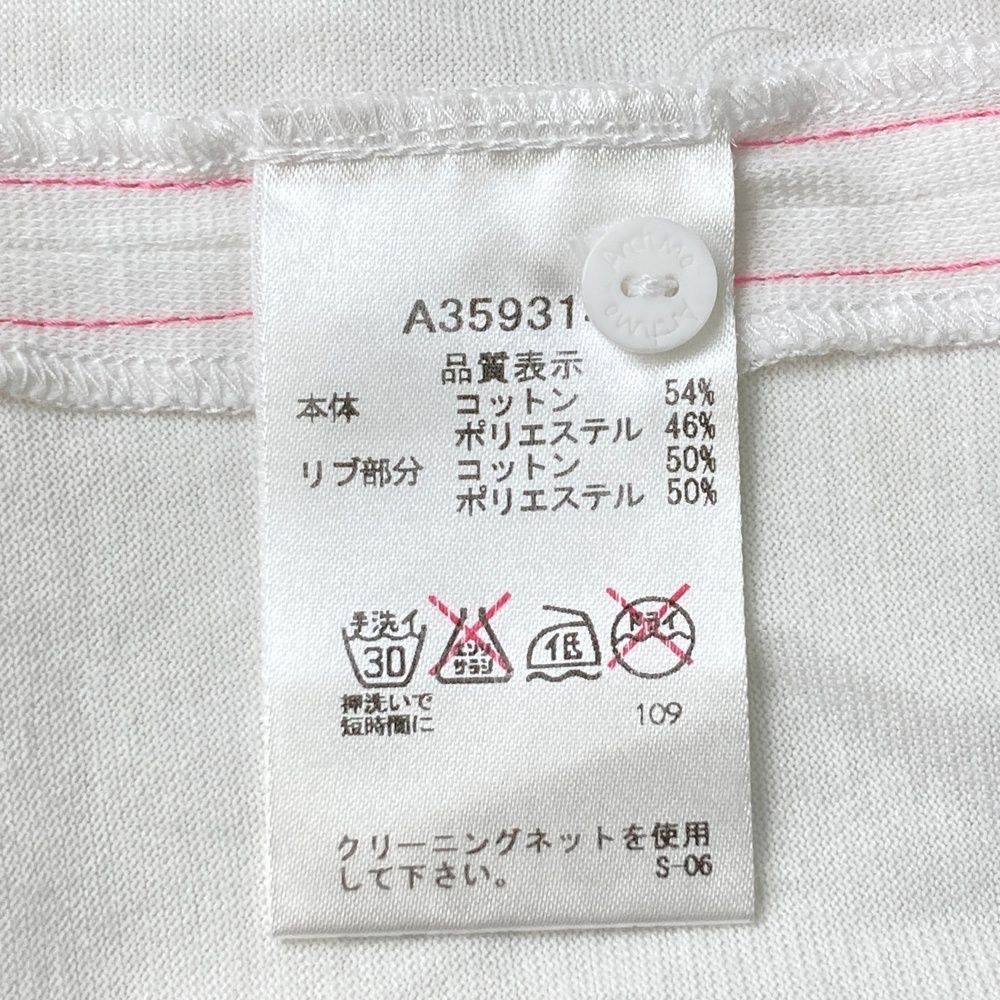 Archimo
Archimo
A359314
品質表示
本体 コットン 54%
ポリエステル 46%
リブ部分 コットン 50%
ポリエステル 50%
手洗イ
30
エンソ
サラシ
低
ドライ
押洗いで
短時間に
109
クリーニングネットを使用
して下さい。 S-06